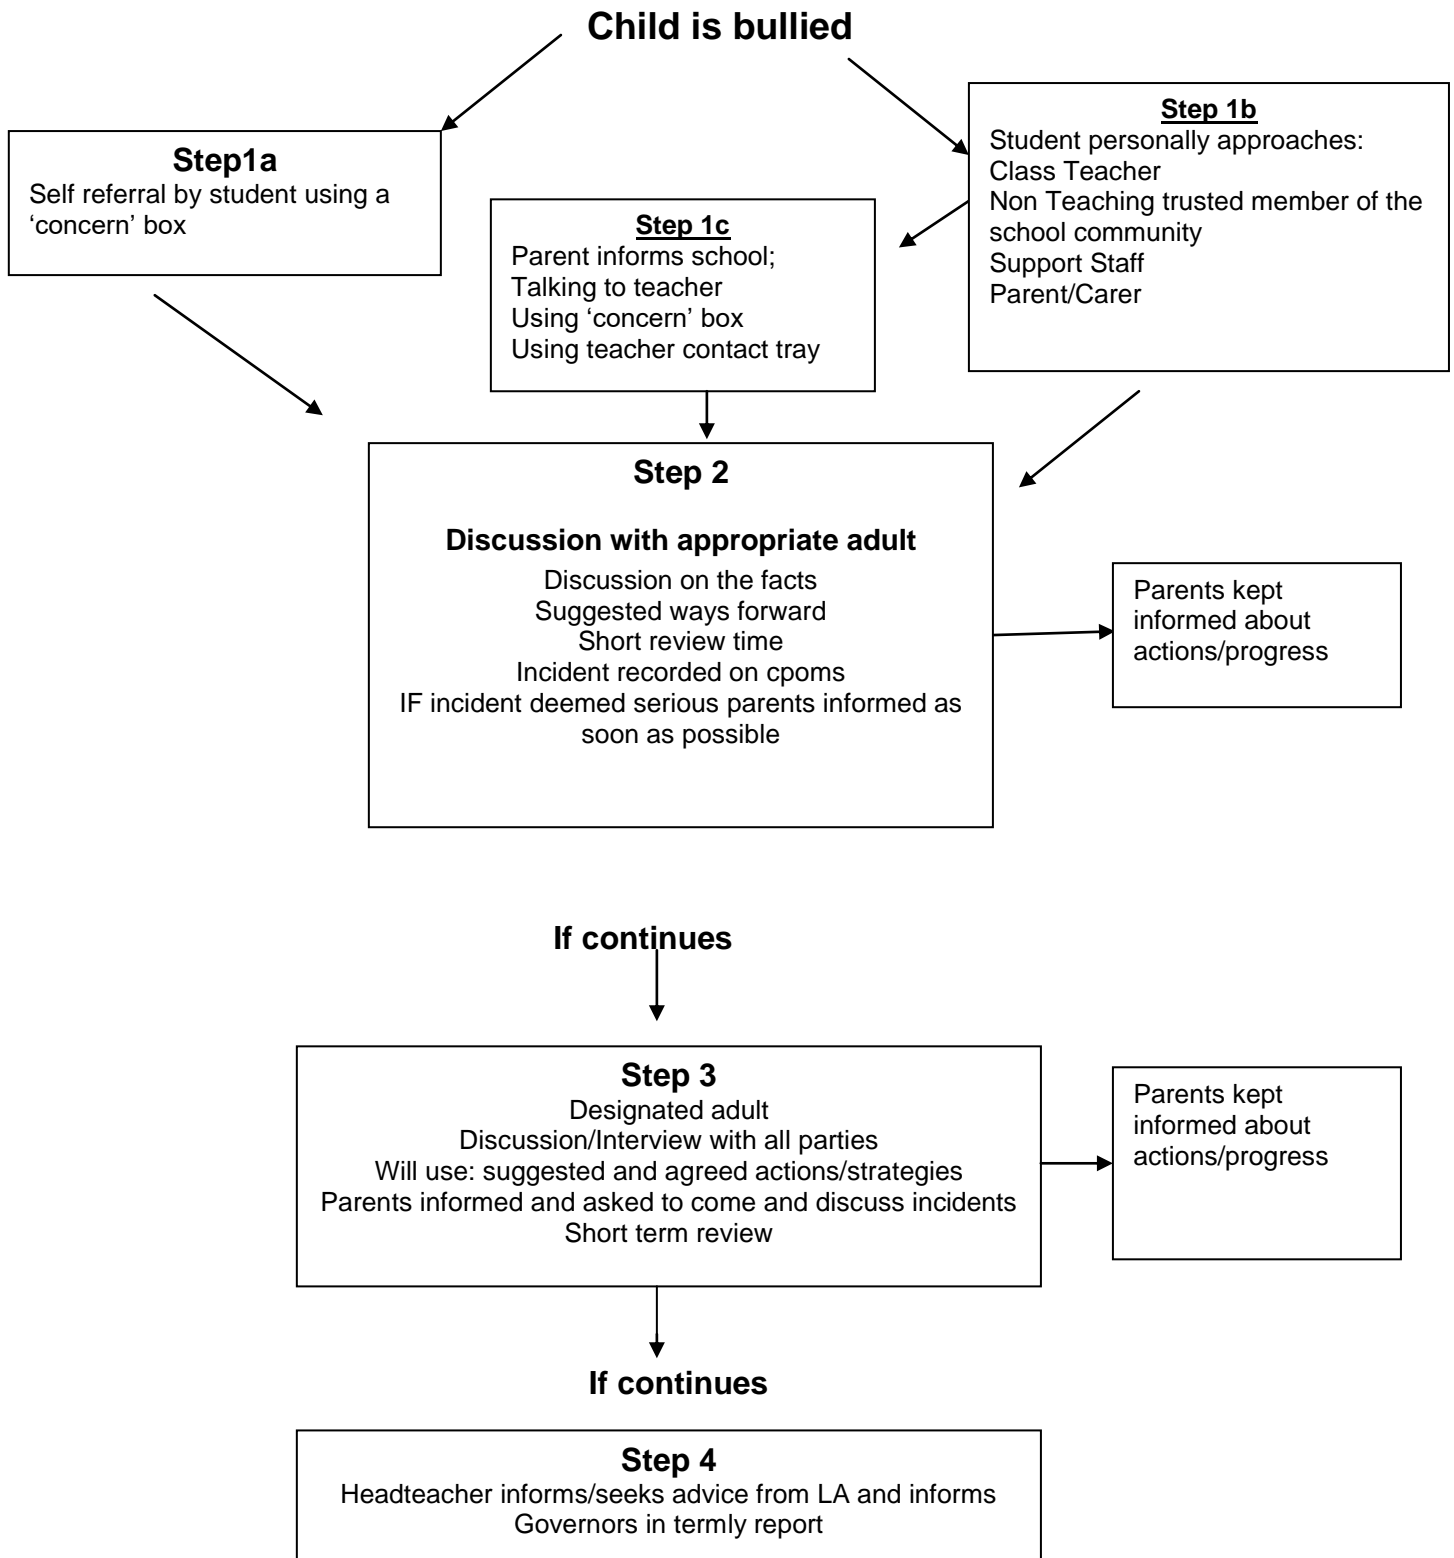 Child is bullied
Step1a
Self referral by student using a
‘concern’ box
Step 1b
Student personally approaches:
Class Teacher
Non Teaching trusted member of the
school community
Support Staff
Parent/Carer
Step 1c
Parent informs school;
Talking to teacher
Using ‘concern’ box
Using teacher contact tray
Step 2
Discussion with appropriate adult
Discussion on the facts
Suggested ways forward
Short review time
Incident recorded on cpoms
IF incident deemed serious parents informed as
soon as possible
Parents kept
informed about
actions/progress
If continues
Step 3
Designated adult
Discussion/Interview with all parties
Will use: suggested and agreed actions/strategies
Parents informed and asked to come and discuss incidents
Short term review
Parents kept
informed about
actions/progress
If continues
Step 4
Headteacher informs/seeks advice from LA and informs
Governors in termly report